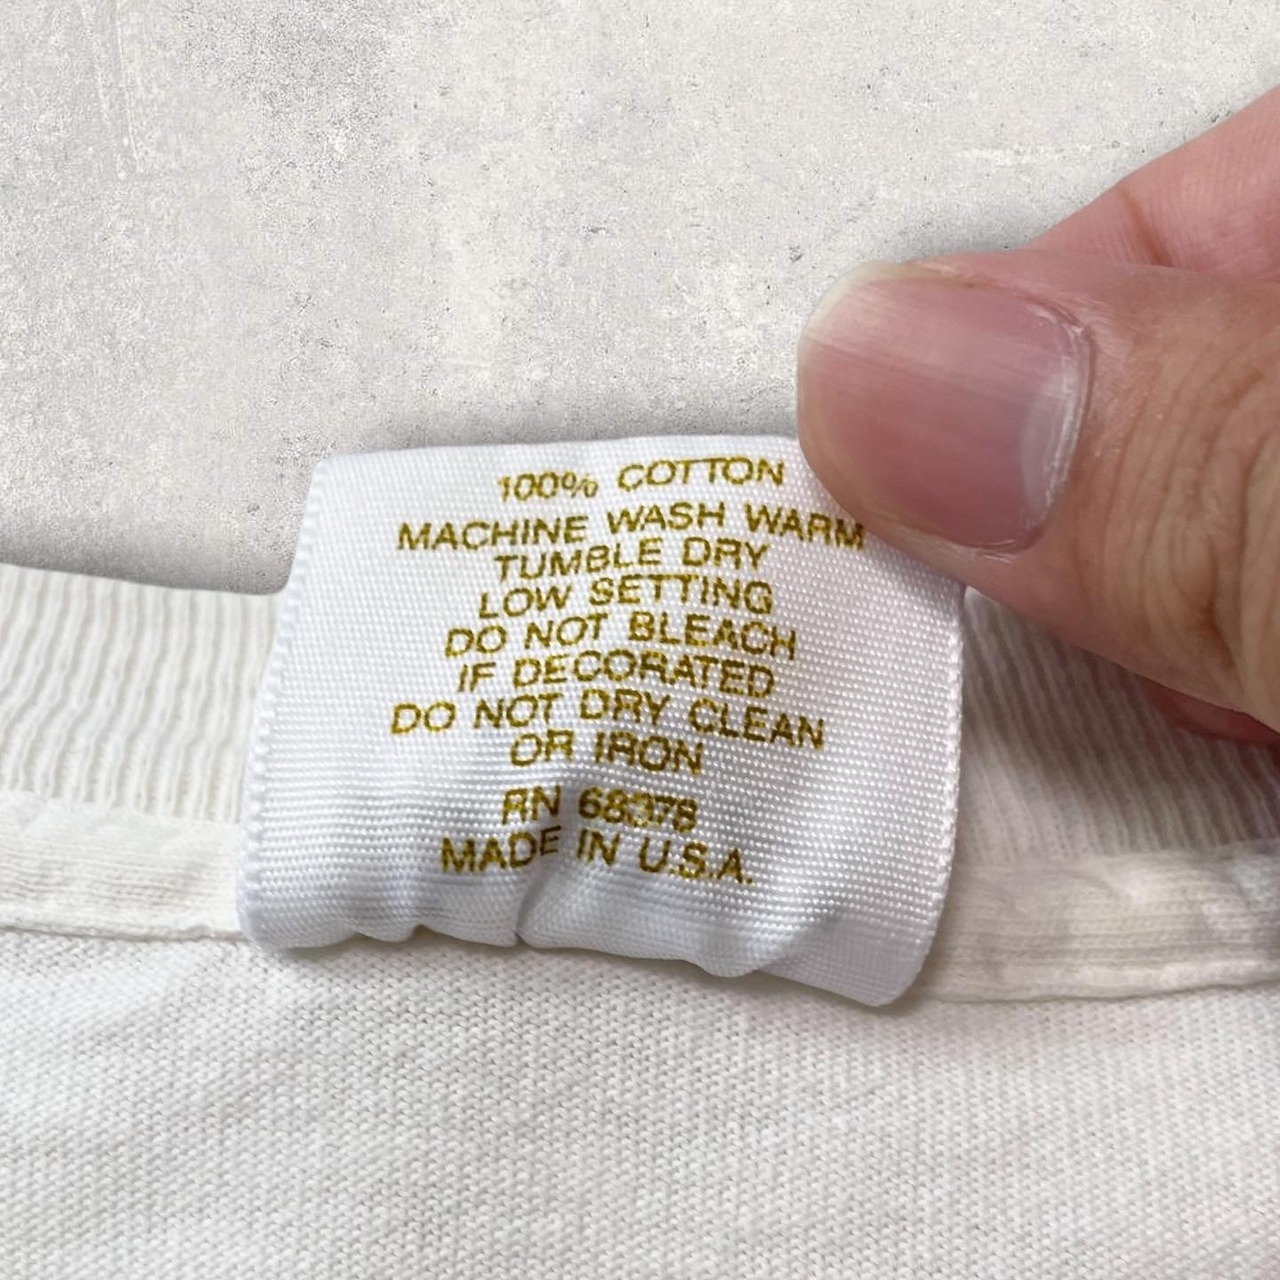 100% COTTON
MACHINE WASH WARM
TUMBLE DRY
LOW SETTING
DO NOT BLEACH
IF DECORATED
DO NOT DRY CLEAN
OR IRON
RN 68378
MADE IN U.S.A.